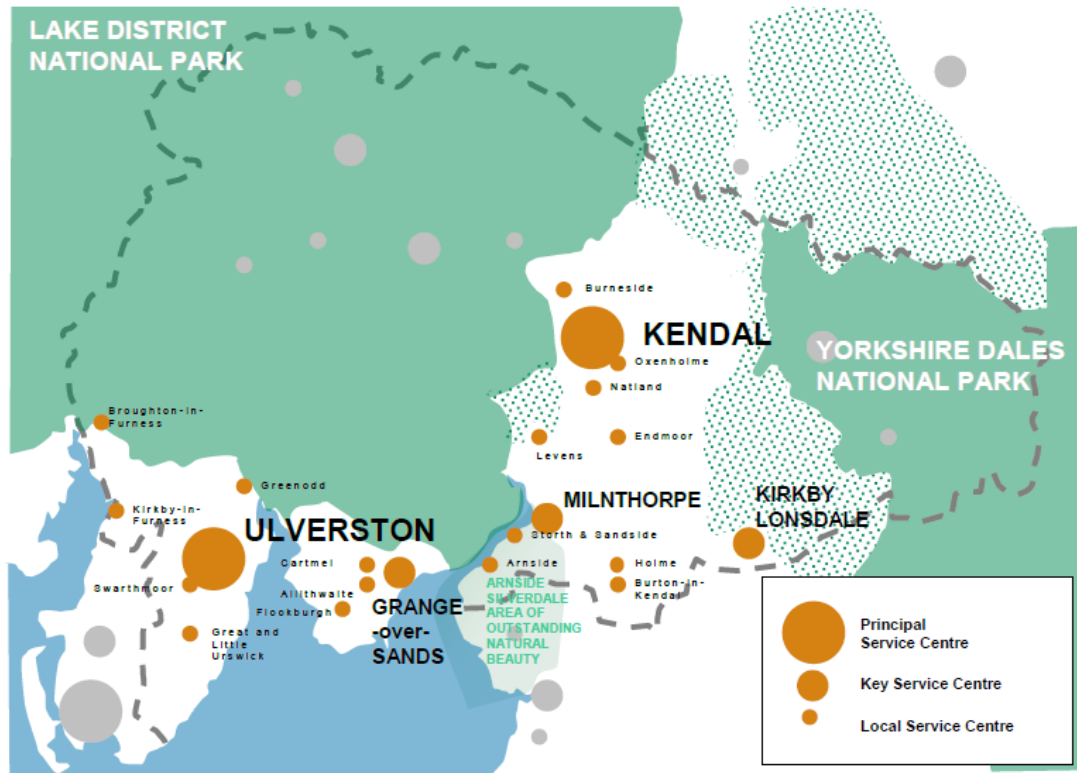 LAKE DISTRICT
NATIONAL PARK
Burneside
KENDAL
Oxenholme
YORKSHIRE DALES
NATIONAL PARK
Natland
Broughton-in-
Furness
Levens
Endmoor
Greenodd
Kirkby-in-
Furness
MILNTHORPE
KIRKBY
LONSDALE
ULVERSTON
Storth & Sandside
Cartmel
Arnside
Holme
Swarthmoor
Allithwaite
Burton-in-
Kendal
Flookburgh
GRANGE
-over-
SANDS
ARNSIDE
SILVERDALE
AREA OF
OUTSTANDING
NATURAL
BEAUTY
Great and
Little
Urswick
Principal
Service Centre
Key Service Centre
Local Service Centre